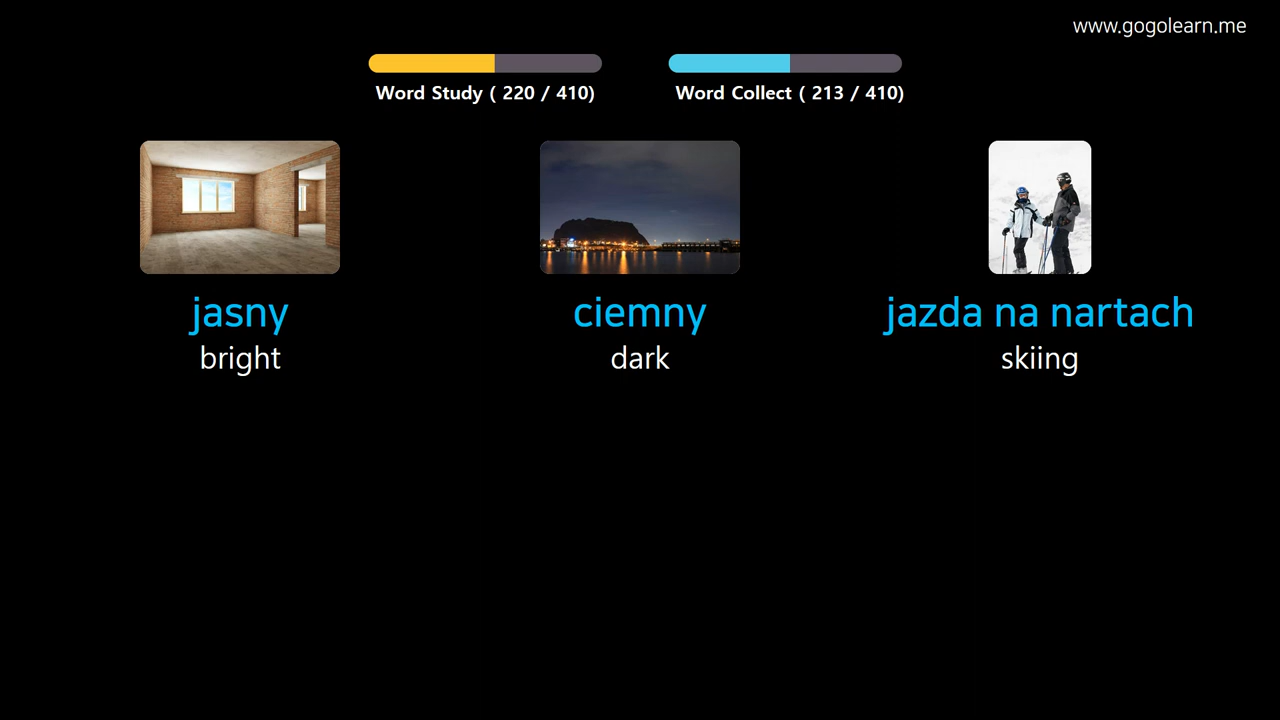 www.gogolearn.me
Word Study ( 220 / 410)
Word Collect ( 213 / 410)
jasny
bright
ciemny
dark
jazda na nartach
skiing